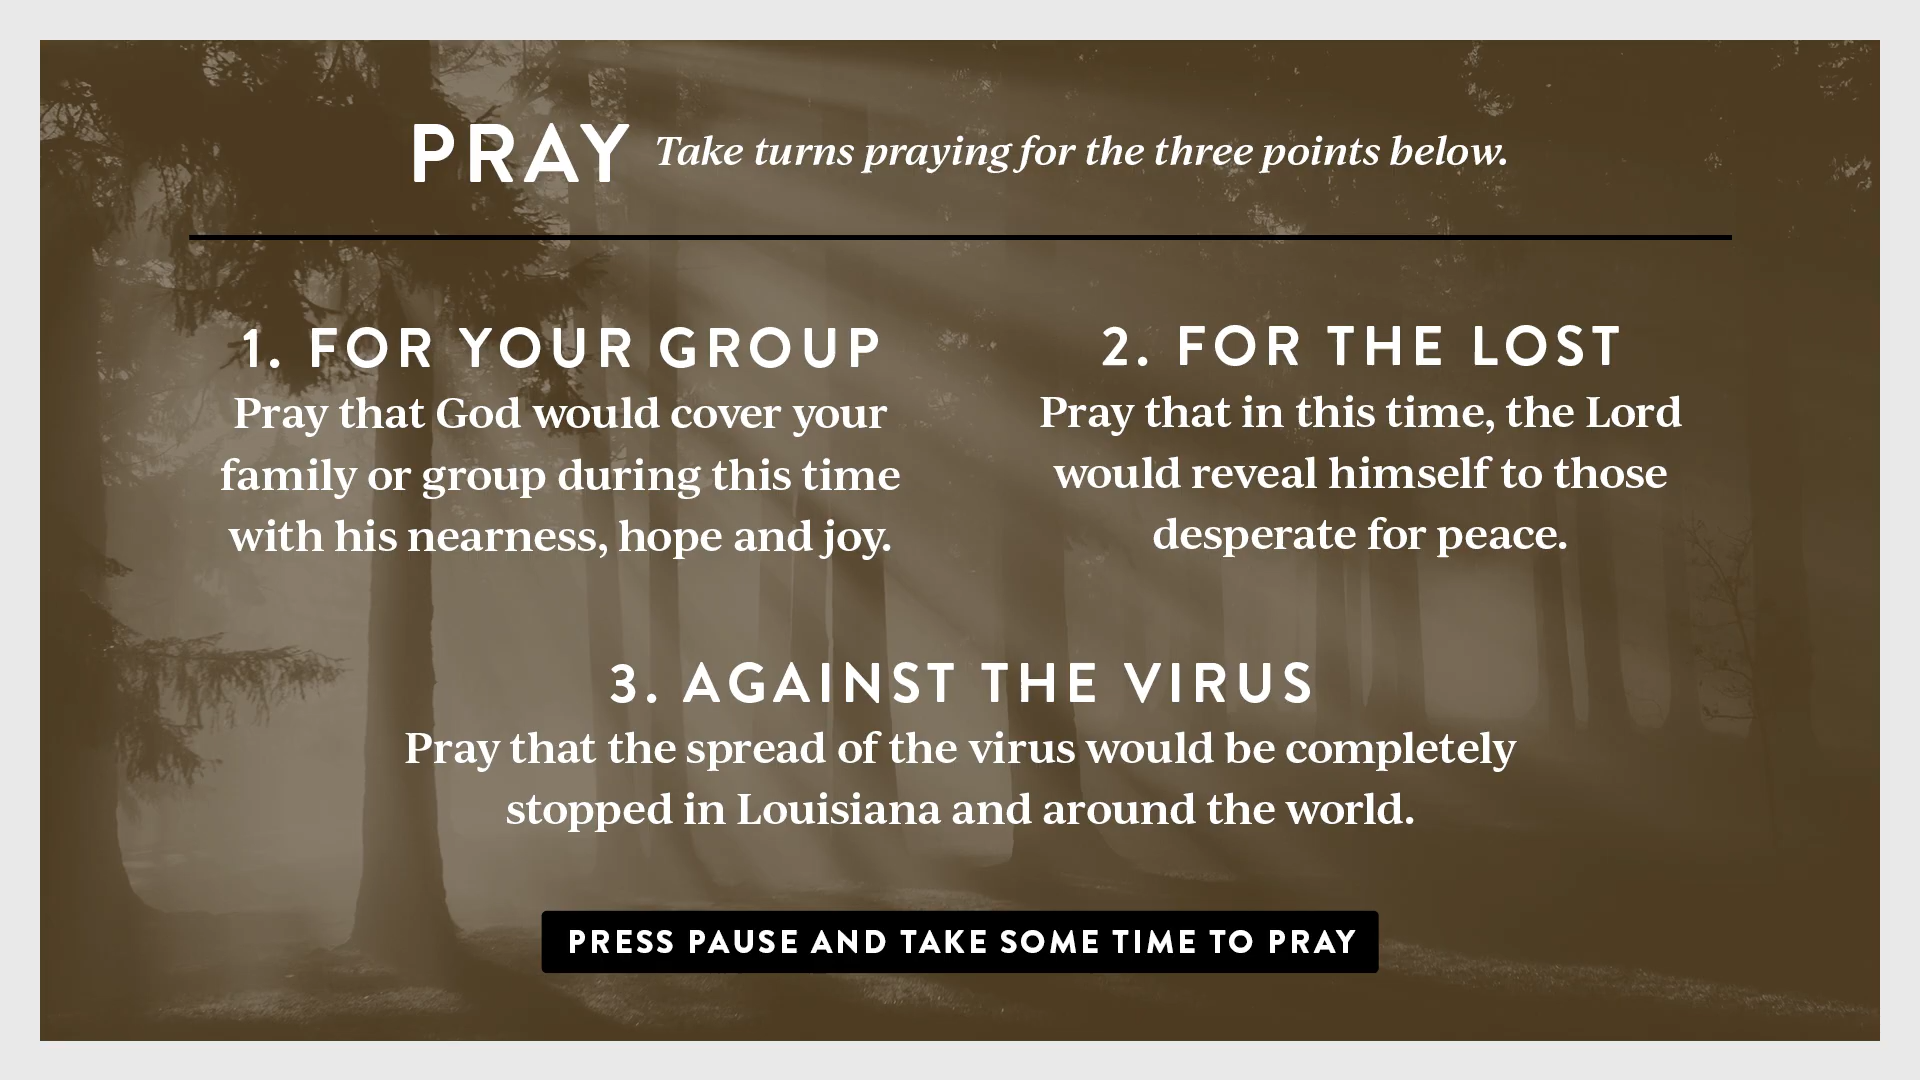 PRAY Take turns praying for the three points below.
1. FOR YOUR GROUP
Pray that God would cover your
family or group during this time
with his nearness, hope and joy.
2. FOR THE LOST
Pray that in this time, the Lord
would reveal himself to those
desperate for peace.
3. AGAINST THE VIRUS
Pray that the spread of the virus would be completely
stopped in Louisiana and around the world.
PRESS PAUSE AND TAKE SOME TIME TO PRAY